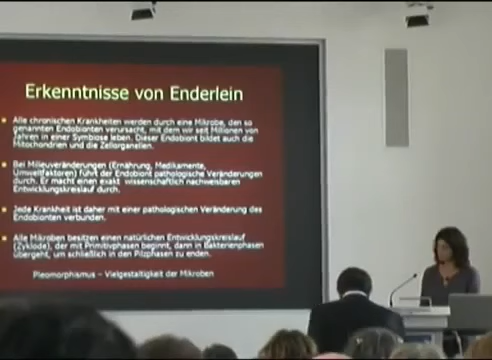 Erkenntnisse von Enderlein
Alle chronischen Krankheiten werden durch eine Mikrobe, den so
genannten Endobionten verursacht, mit dem wir seit Millionen von
Jahren in einer Symbiose leben. Dieser Endobiont bildet auch die
Mitochondrien und die Zellorganellen.
Bei Milieuveränderungen (Ernährung, Medikamente,
Umweltfaktoren) führt der Endobiont pathologische Veränderungen
durch. Er macht einen exakt wissenschaftlich nachweisbaren
Entwicklungskreislauf durch.
Jede Krankheit ist daher mit einer pathologischen Veränderung des
Endobionten verbunden.
Alle Mikroben besitzen einen natürlichen Entwicklungskreislauf
(Zyklode), der mit Primitivphasen beginnt, dann in Bakterienphasen
übergeht, um schließlich in den Pilzphasen zu enden.
Pleomorphismus – Vielgestaltigkeit der Mikroben